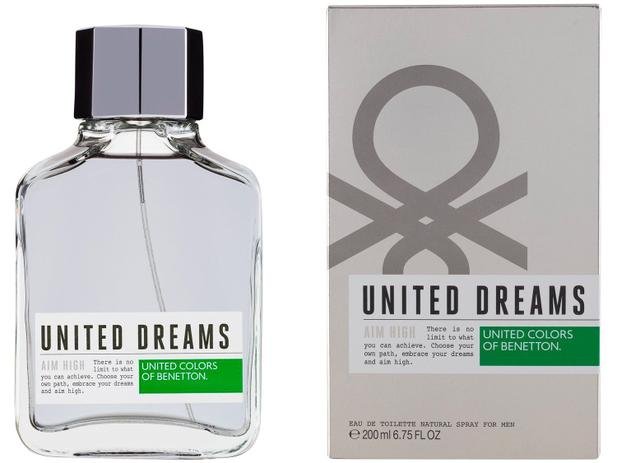 UNITED DREAMS
AIM HIGH There is no
limit to what
you can achieve. Choose your
own path, embrace your dreams
and aim high.
UNITED COLORS
OF BENETTON.
UNITED DREAMS
AIM HIGH There is no
limit to what
you can achieve. Choose your
own path, embrace your dreams
and aim high.
UNITED COLORS
OF BENETTON.
EAU DE TOILETTE NATURAL SPRAY FOR MEN
℮ 200 ml 6.75 FL OZ